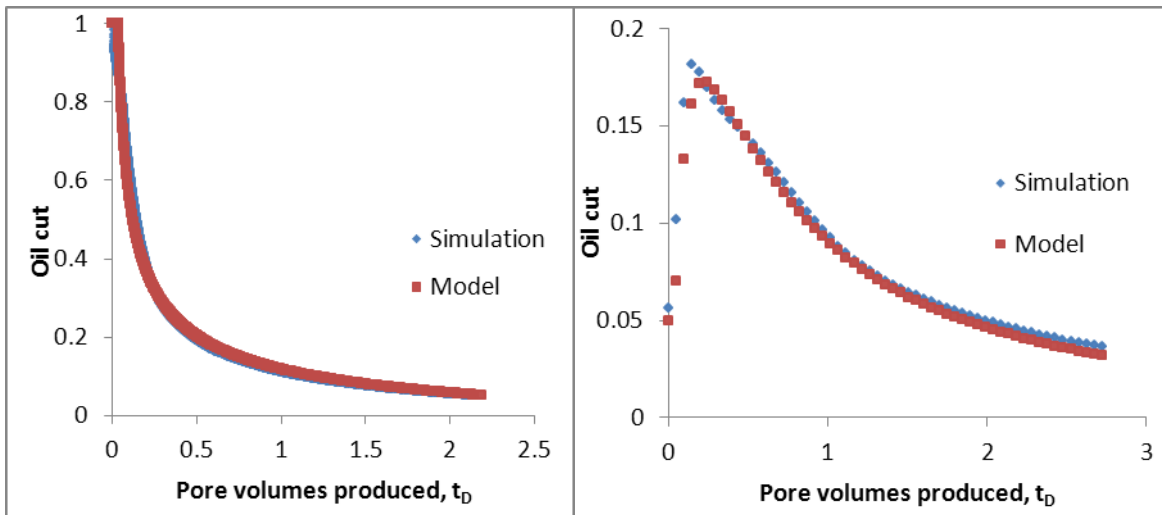 1
0.8
0.6
0.4
0.2
0
Oil cut
Simulation
Model
0
0.5
1
1.5
2
2.5
Pore volumes produced, tD
0.2
0.15
0.1
0.05
0
Oil cut
Simulation
Model
0
1
2
3
Pore volumes produced, tD